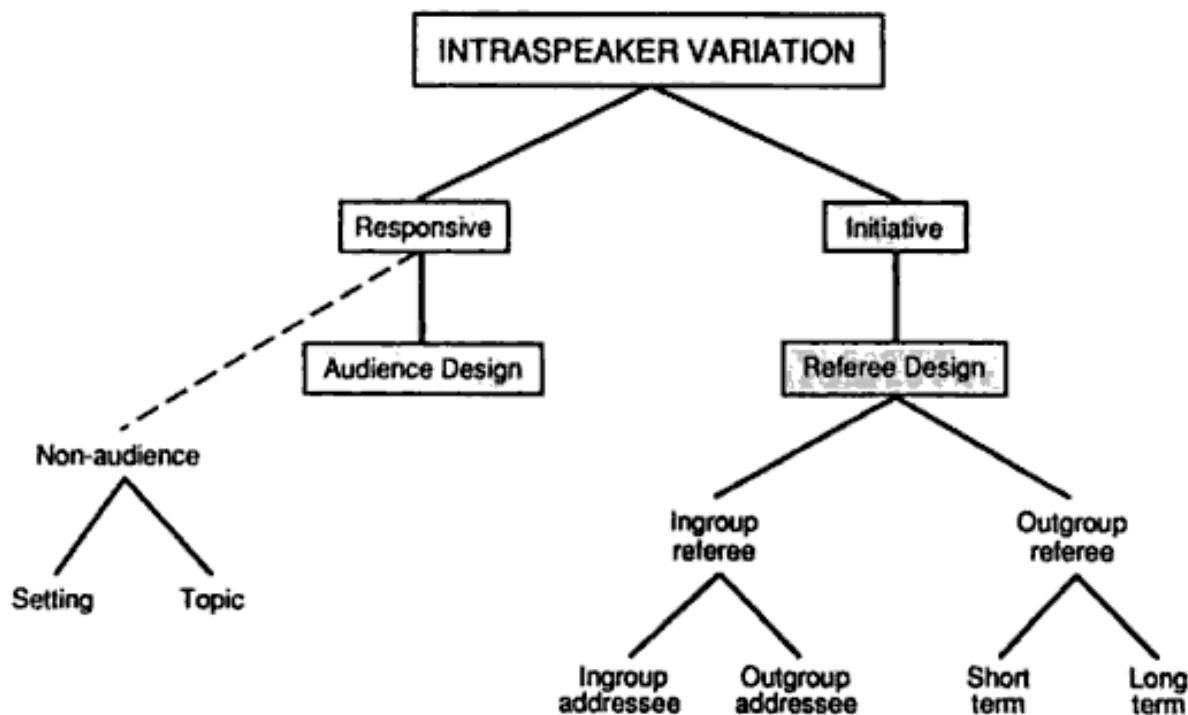 INTRASPEAKER VARIATION
Responsive
Initiative
Audience Design
Referee Design
Non-audience
Setting
Topic
Ingroup
referee
Outgroup
referee
Ingroup
addressee
Outgroup
addressee
Short
term
Long
term